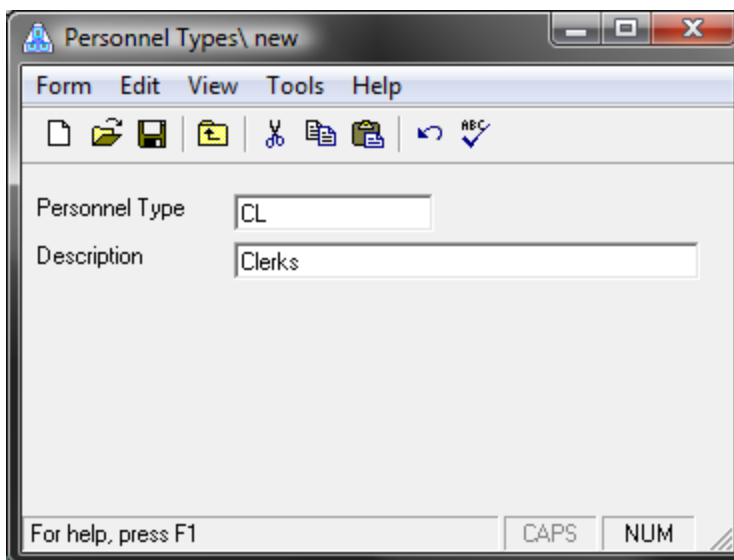 Personnel Types\ new
Form Edit View Tools Help
ABC
Personnel Type CL
Description Clerks
For help, press F1 CAPS NUM